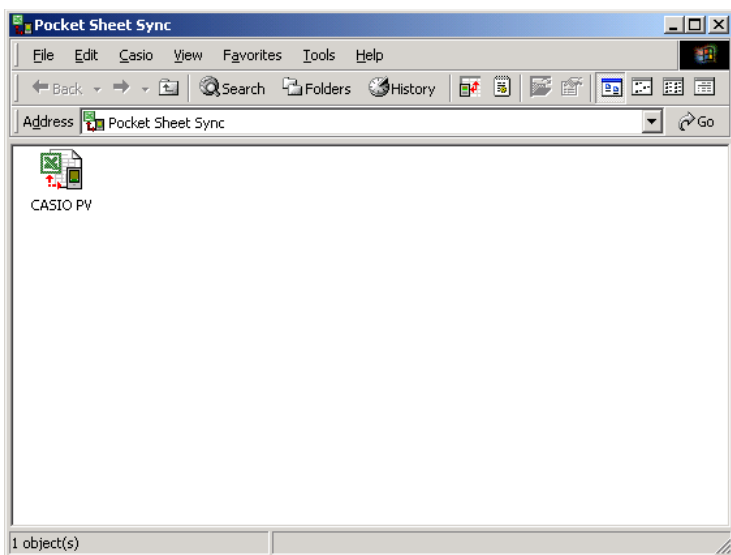 Pocket Sheet Sync
File Edit Casio View Favorites Tools Help
Back Search Folders History
Address Pocket Sheet Sync Go
CASIO PV
1 object(s)